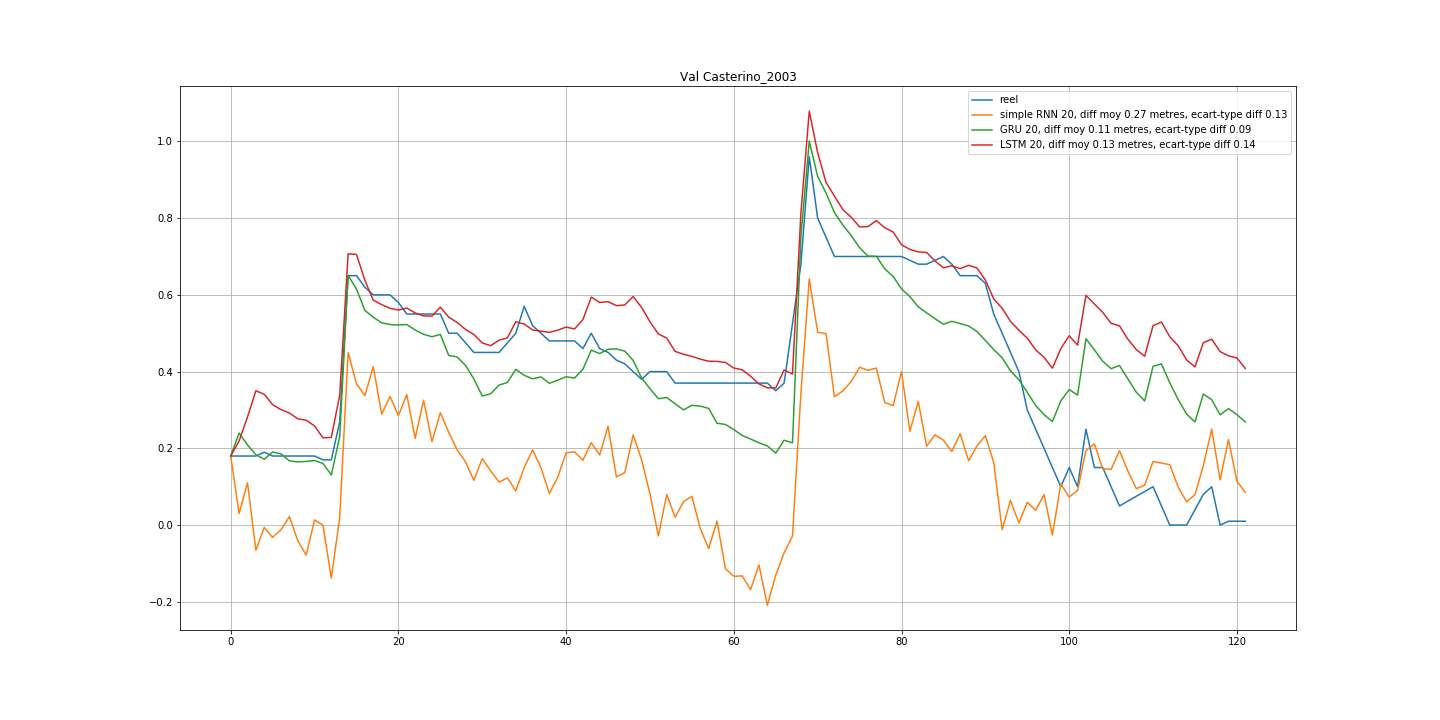 Val Casterino_2003
reel
simple RNN 20, diff moy 0.27 metres, ecart-type diff 0.13
GRU 20, diff moy 0.11 metres, ecart-type diff 0.09
LSTM 20, diff moy 0.13 metres, ecart-type diff 0.14
1.0
0.8
0.6
0.4
0.2
0.0
−0.2
0 20 40 60 80 100 120